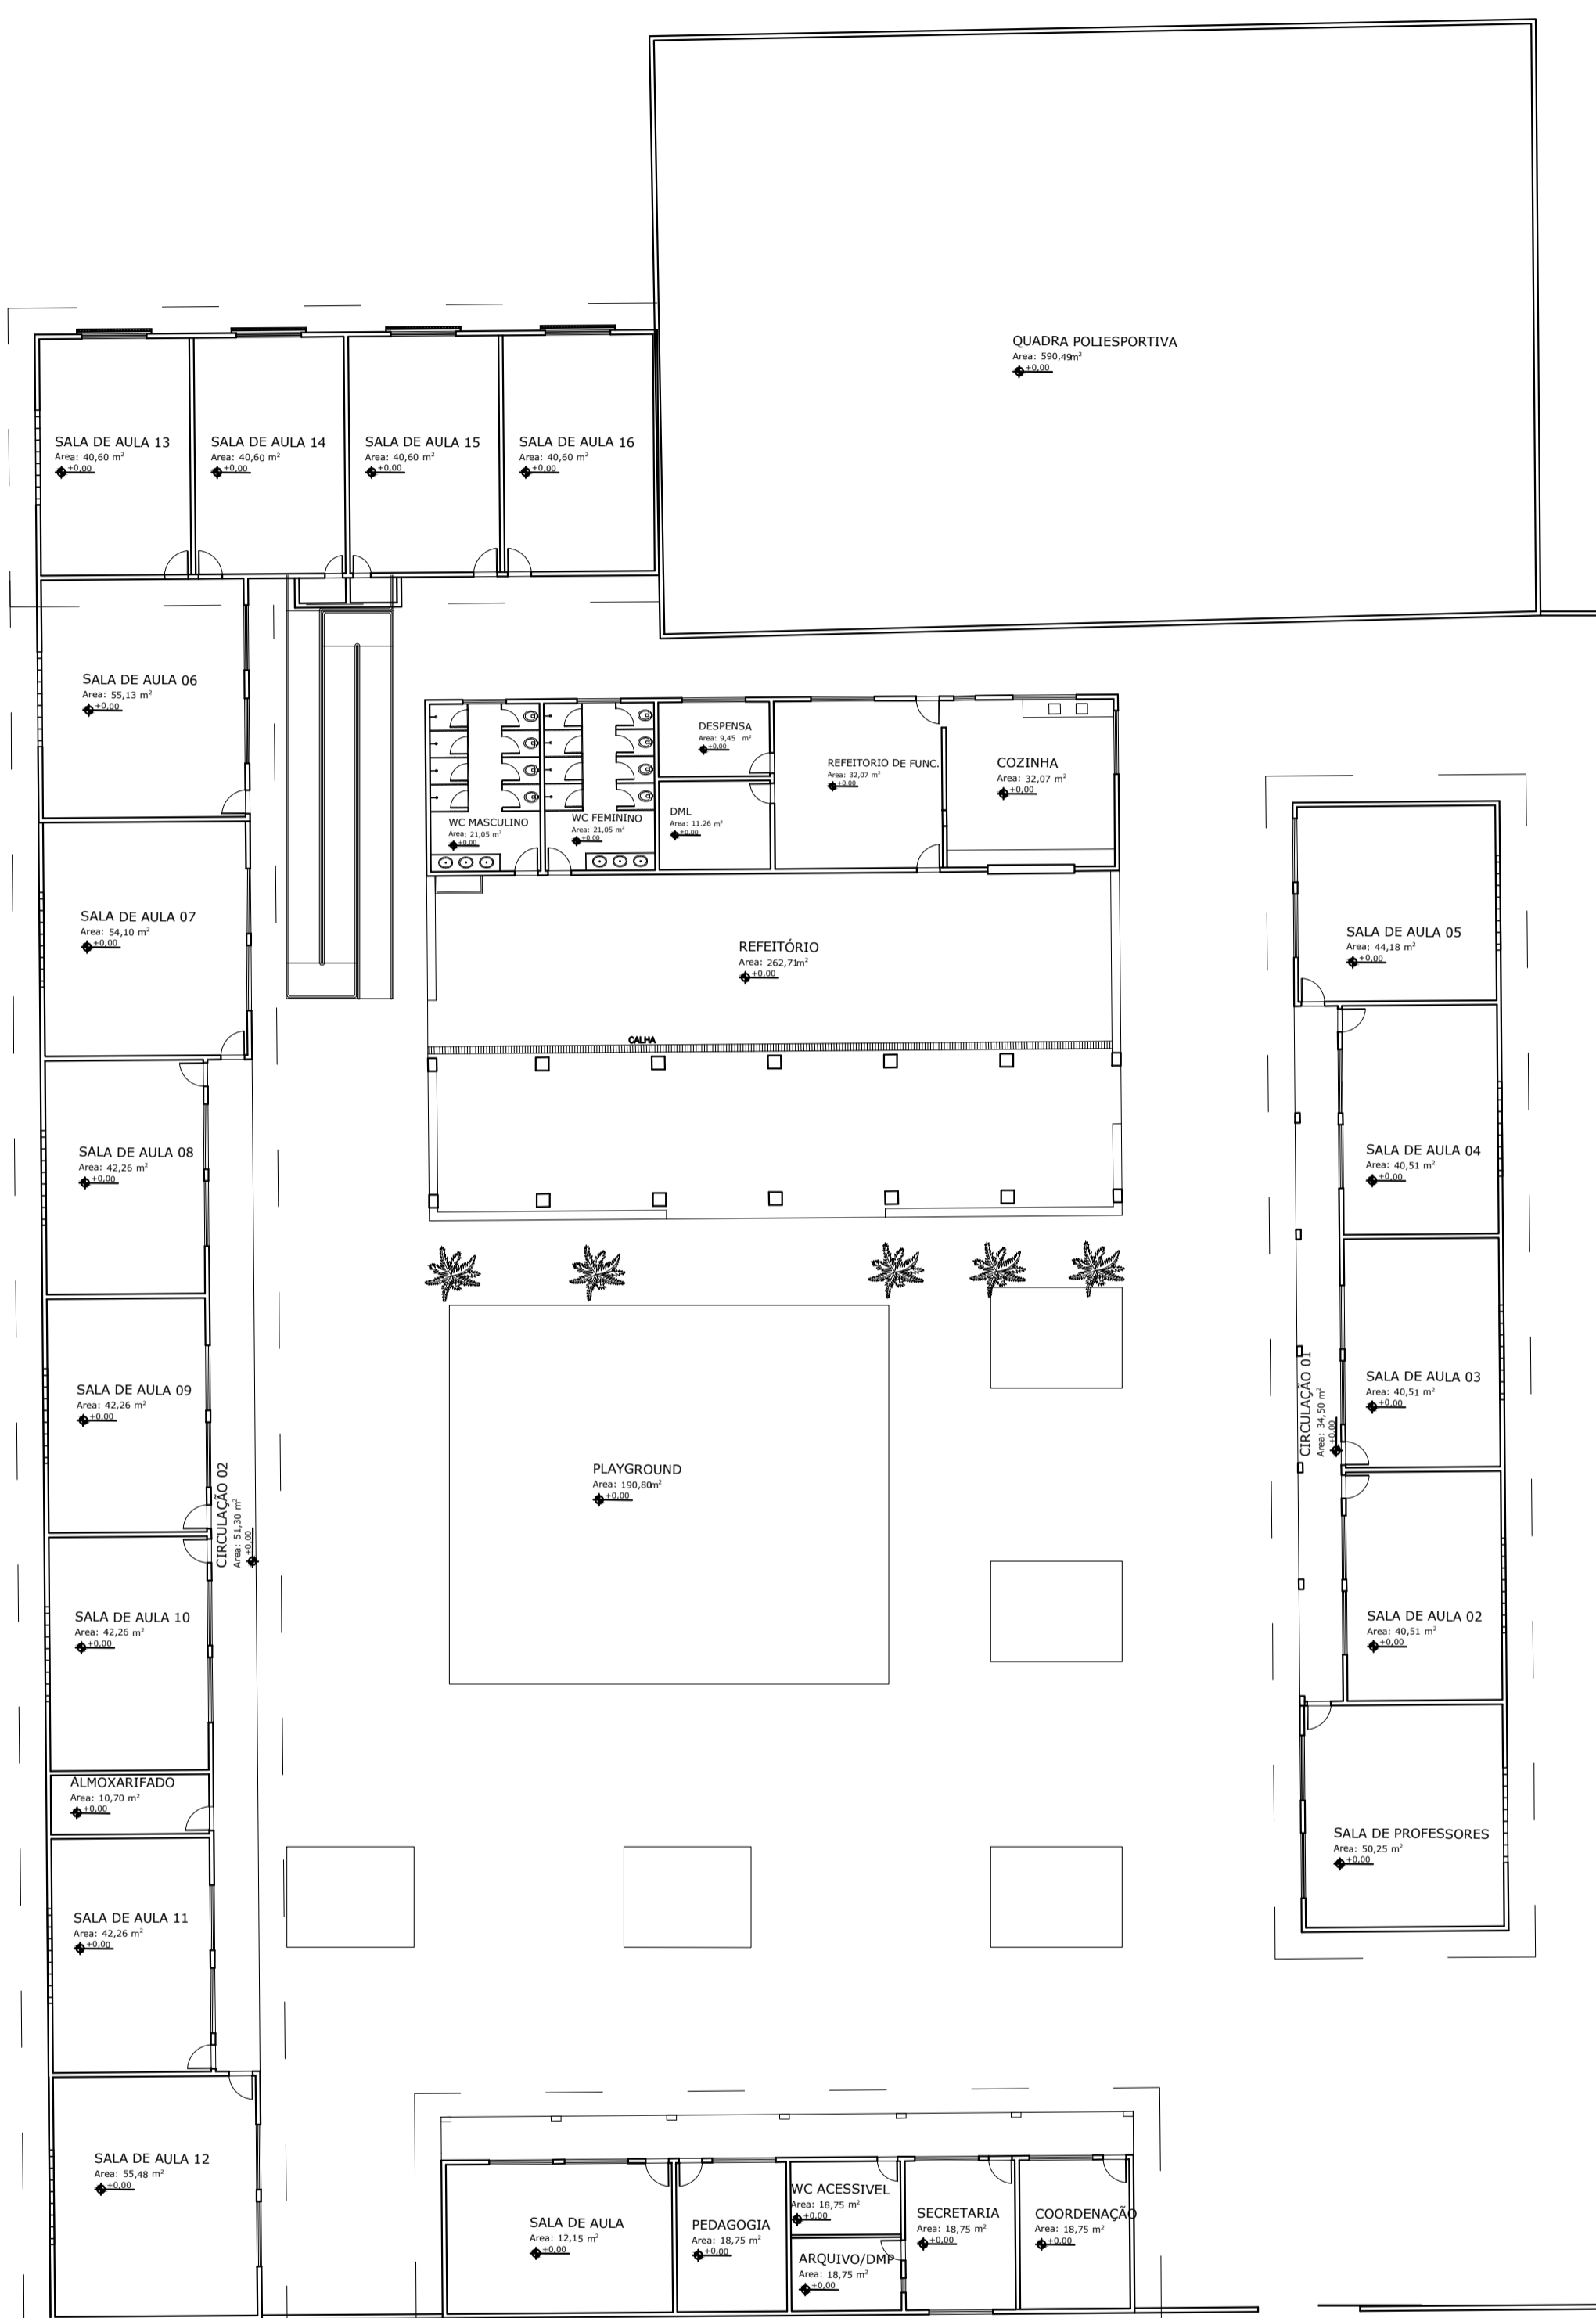 QUADRA POLIESPORTIVA
Area: 590,49m²
+0,00
SALA DE AULA 13
Area: 40,60 m²
+0,00
SALA DE AULA 14
Area: 40,60 m²
+0,00
SALA DE AULA 15
Area: 40,60 m²
+0,00
SALA DE AULA 16
Area: 40,60 m²
+0,00
SALA DE AULA 06
Area: 55,13 m²
+0,00
DESPENSA
Area: 9,45 m²
+0,00
REFEITORIO DE FUNC.
Area: 32,07 m²
+0,00
COZINHA
Area: 32,07 m²
+0,00
WC MASCULINO
Area: 21,05 m²
+0,00
WC FEMININO
Area: 21,05 m²
+0,00
DML
Area: 11.26 m²
+0,00
SALA DE AULA 07
Area: 54,10 m²
+0,00
REFEITÓRIO
Area: 262,71m²
+0,00
CALHA
SALA DE AULA 05
Area: 44,18 m²
+0,00
SALA DE AULA 08
Area: 42,26 m²
+0,00
SALA DE AULA 04
Area: 40,51 m²
+0,00
SALA DE AULA 09
Area: 42,26 m²
+0,00
CIRCULAÇÃO 01
Area: 34,50 m²
+0,00
SALA DE AULA 03
Area: 40,51 m²
+0,00
CIRCULAÇÃO 02
Area: 51,30 m²
+0,00
PLAYGROUND
Area: 190,80m²
+0,00
SALA DE AULA 10
Area: 42,26 m²
+0,00
SALA DE AULA 02
Area: 40,51 m²
+0,00
ALMOXARIFADO
Area: 10,70 m²
+0,00
SALA DE PROFESSORES
Area: 50,25 m²
+0,00
SALA DE AULA 11
Area: 42,26 m²
+0,00
SALA DE AULA 12
Area: 55,48 m²
+0,00
SALA DE AULA
Area: 12,15 m²
+0,00
PEDAGOGIA
Area: 18,75 m²
+0,00
WC ACESSIVEL
Area: 18,75 m²
+0,00
ARQUIVO/DMP
Area: 18,75 m²
+0,00
SECRETARIA
Area: 18,75 m²
+0,00
COORDENAÇÃO
Area: 18,75 m²
+0,00